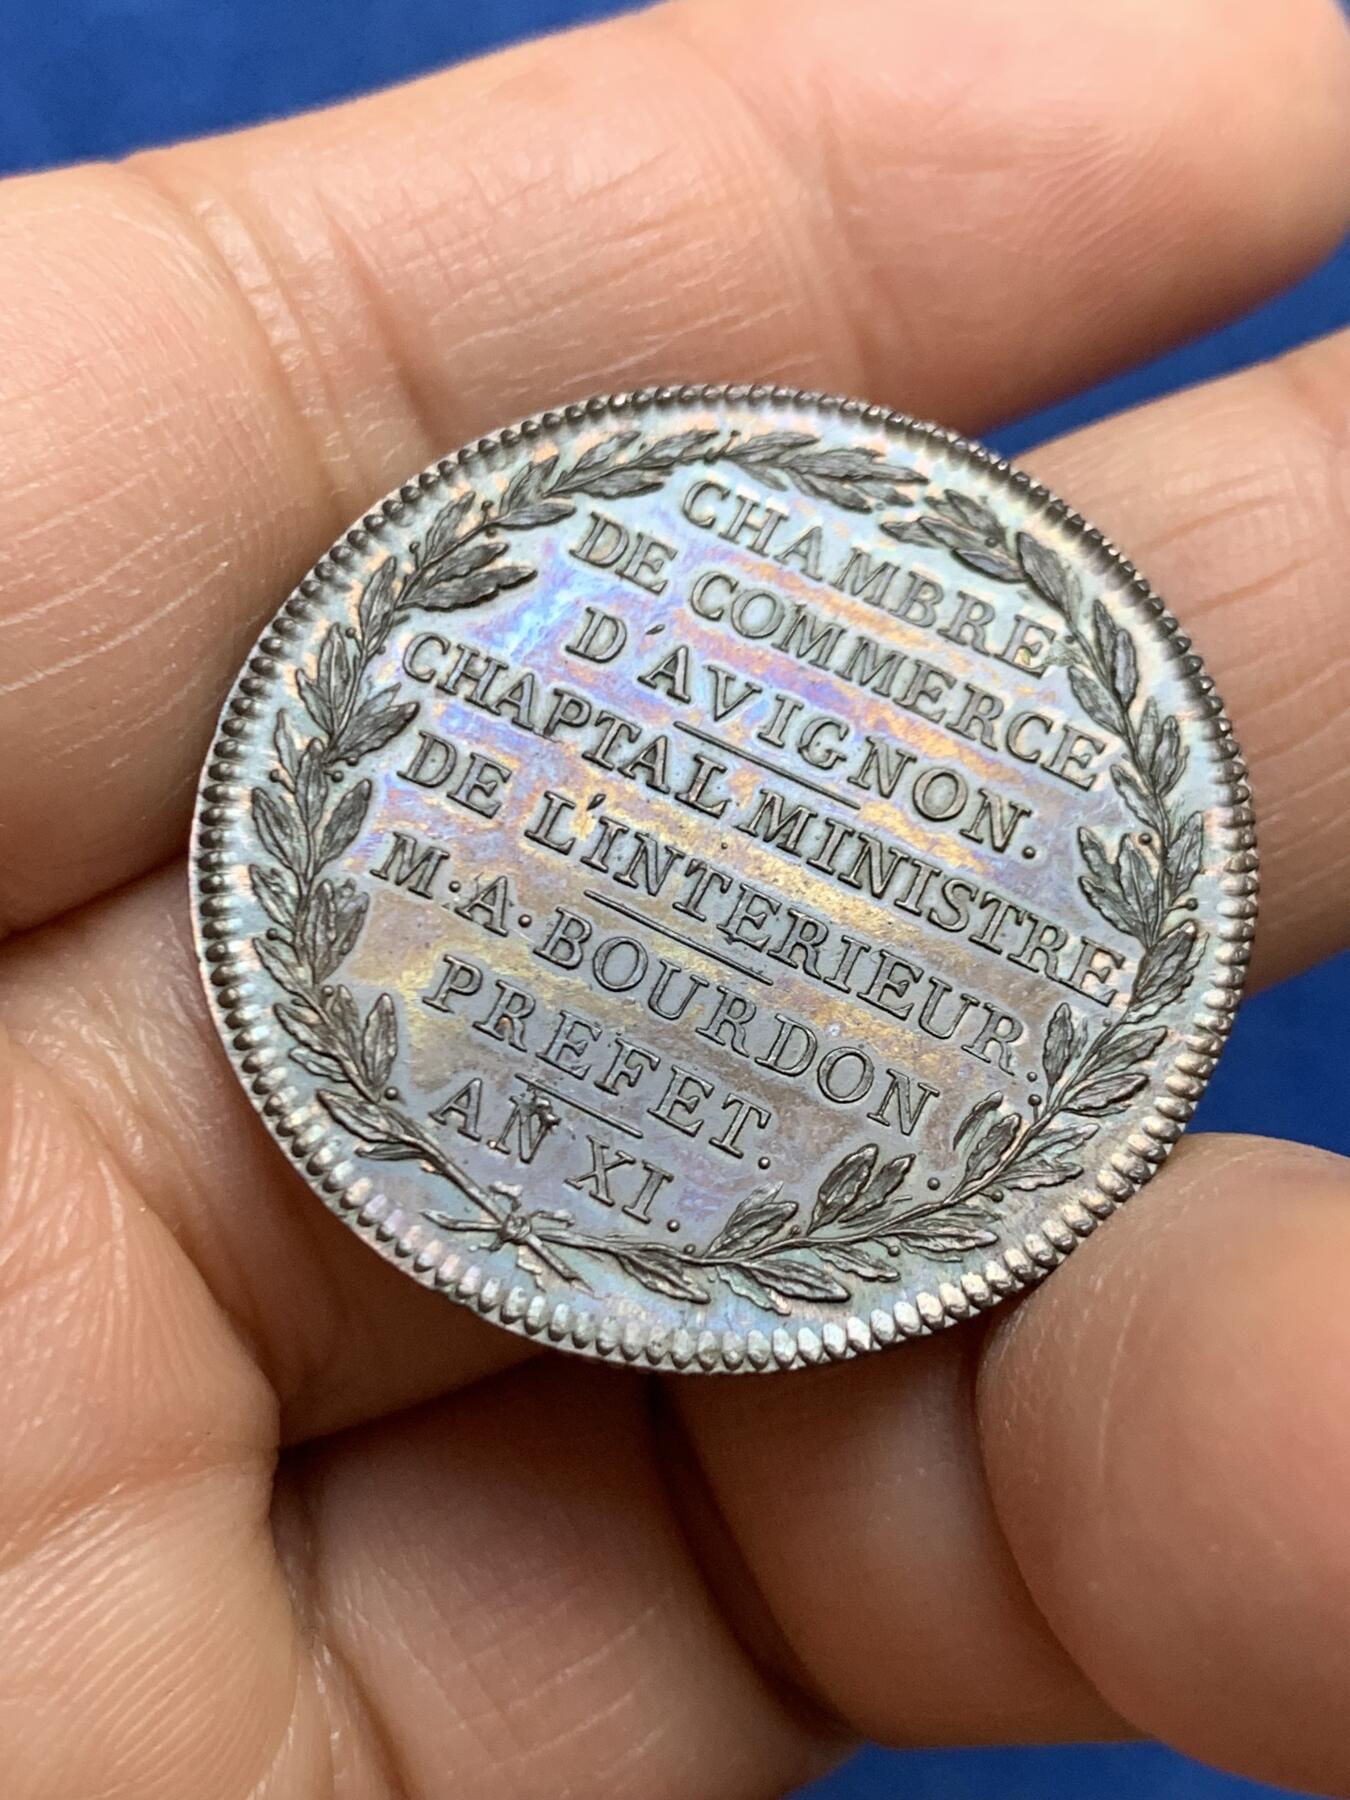 CHAMBRE
DE COMMERCE
D'AVIGNON.
CHAPTAL MINISTRE
DE L'INTERIEUR.
M.A.BOURDON
PREFET.
AN XI.